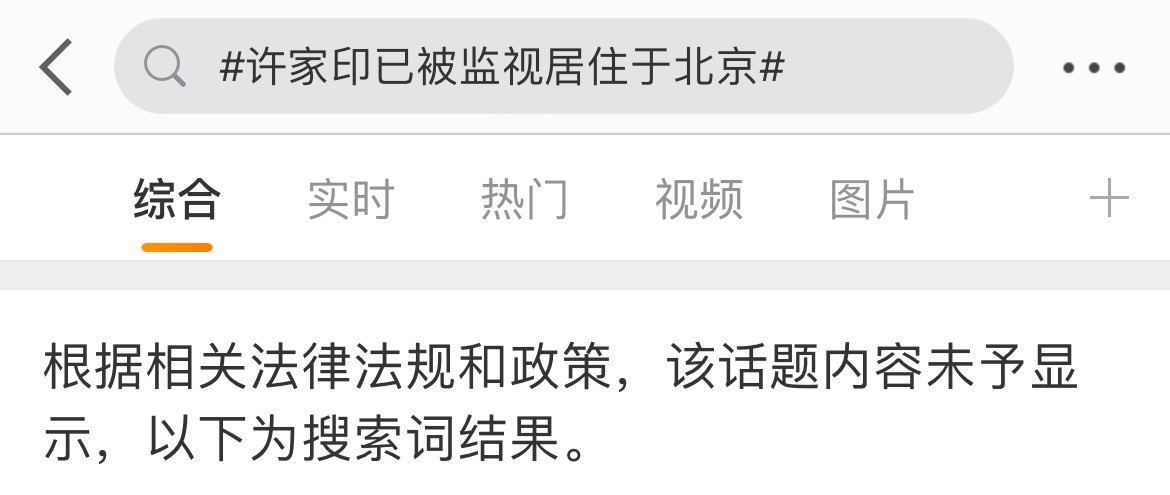 #许家印已被监视居住于北京#
综合 实时 热门 视频 图片
根据相关法律法规和政策，该话题内容未予显
示，以下为搜索词结果。